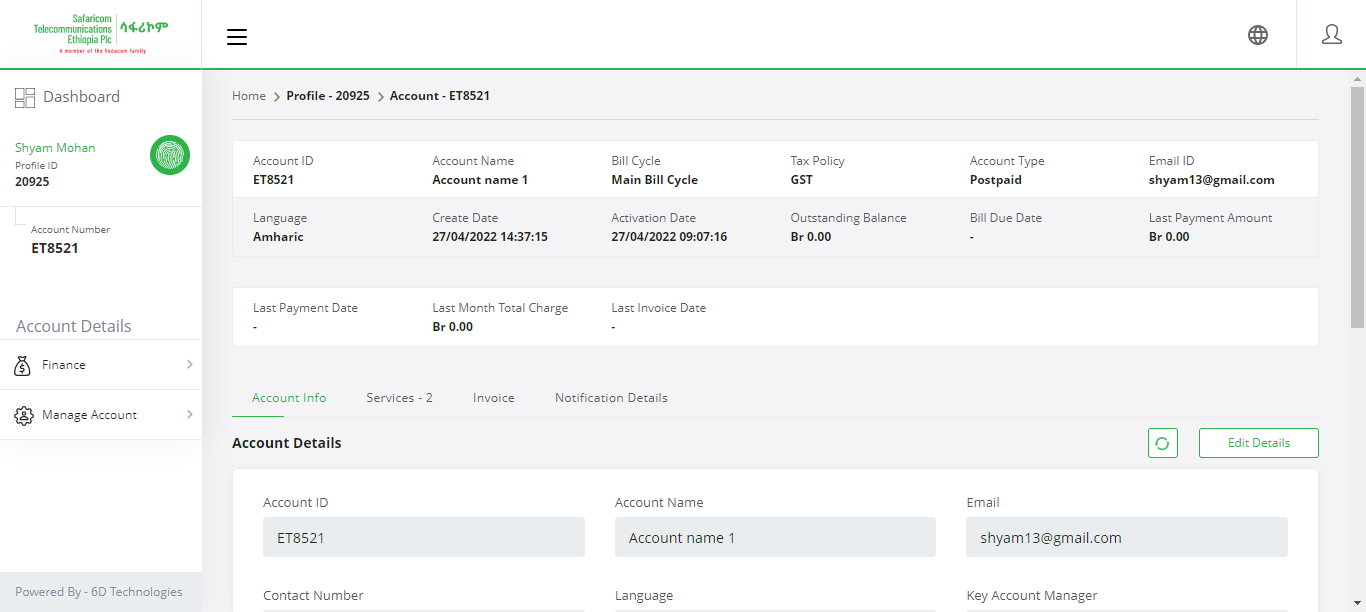 Safaricom
Telecommunications
Ethiopia Plc
ሳፋሪኮም
A member of the Vodacom family
Dashboard
Shyam Mohan
Profile ID
20925
Account Number
ET8521
Account Details
Finance
Manage Account
Powered By - 6D Technologies
Home > Profile - 20925 > Account - ET8521
Account ID Account Name Bill Cycle Tax Policy Account Type Email ID
ET8521 Account name 1 Main Bill Cycle GST Postpaid shyam13@gmail.com
Language Create Date Activation Date Outstanding Balance Bill Due Date Last Payment Amount
Amharic 27/04/2022 14:37:15 27/04/2022 09:07:16 Br 0.00 - Br 0.00
Last Payment Date Last Month Total Charge Last Invoice Date
- Br 0.00 -
Account Info Services - 2 Invoice Notification Details
Account Details Edit Details
Account ID Account Name Email
ET8521 Account name 1 shyam13@gmail.com
Contact Number Language Key Account Manager